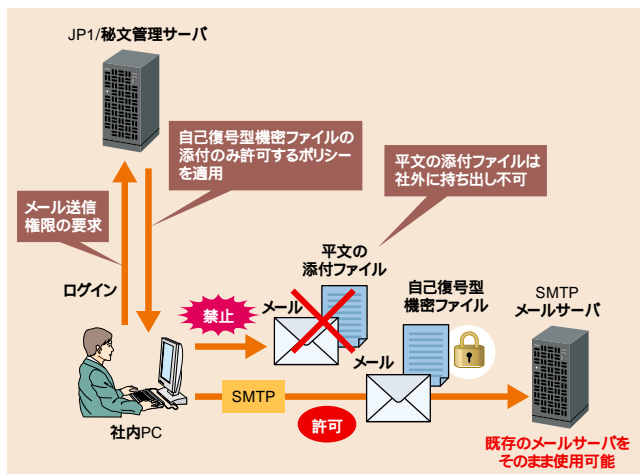 JP1/秘文管理サーバ
自己復号型機密ファイルの
添付のみ許可するポリシー
を適用
平文の添付ファイルは
社外に持ち出し不可
メール送信
権限の要求
ログイン
平文の
添付ファイル
禁止
メール
自己復号型
機密ファイル
SMTP
メールサーバ
メール
SMTP
許可
社内PC
既存のメールサーバを
そのまま使用可能